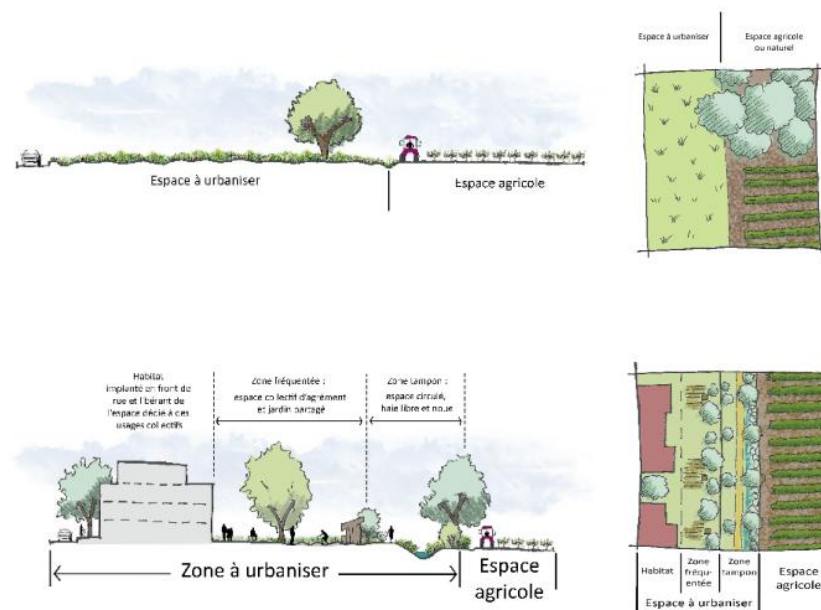 Espace à urbaniser
Espace agricole
Espace à urbaniser
Espace agricole
ou naturel
Habitat
implanté en front de
rue et libérant de
l'espace dédié à des
usages collectifs
Zone fréquentée :
espace collectif d'agrément
et jardin partagé
Zone tampon :
espace circulé,
haie libre et noue
Zone à urbaniser
Espace
agricole
Habitat
Zone
fréqu-
entée
Zone
tampon
Espace
agricole
Espace à urbaniser